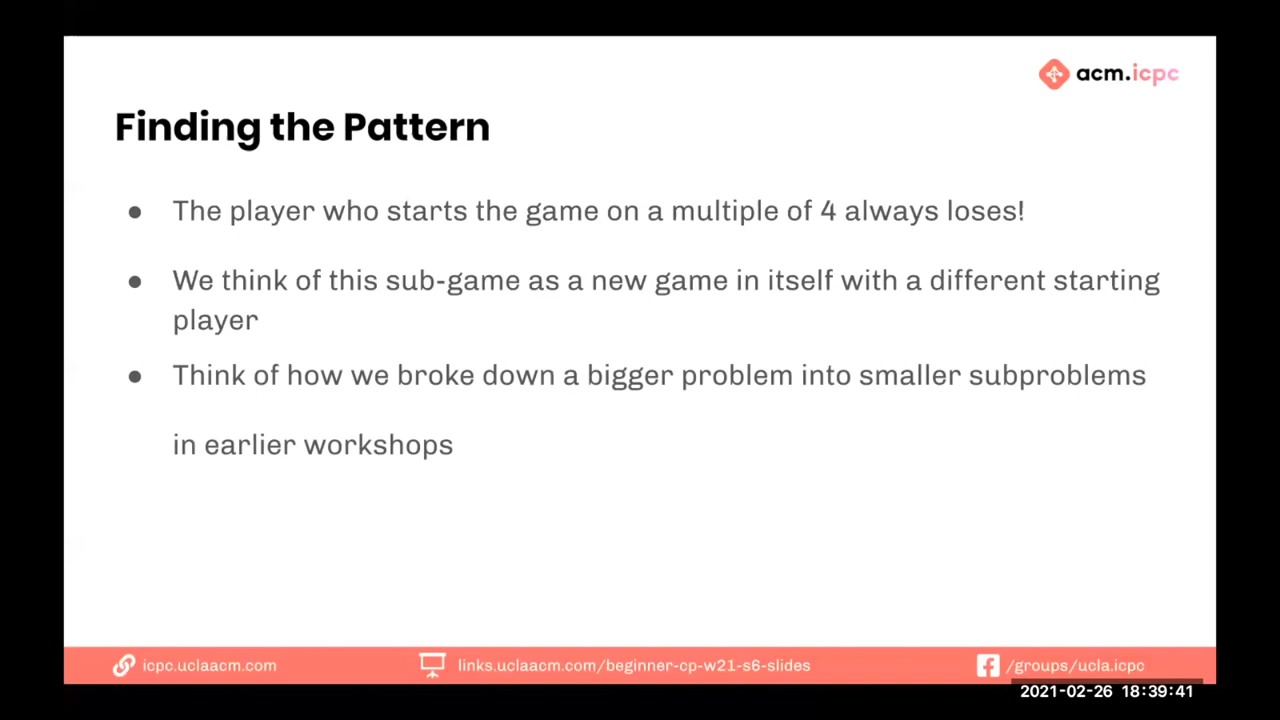 acm.icpc
Finding the Pattern
● The player who starts the game on a multiple of 4 always loses!
● We think of this sub-game as a new game in itself with a different starting
player
● Think of how we broke down a bigger problem into smaller subproblems
in earlier workshops
icpc.uclaacm.com
links.uclaacm.com/beginner-cp-w21-s6-slides
/groups/ucla.icpc
2021-02-26 18:39:41